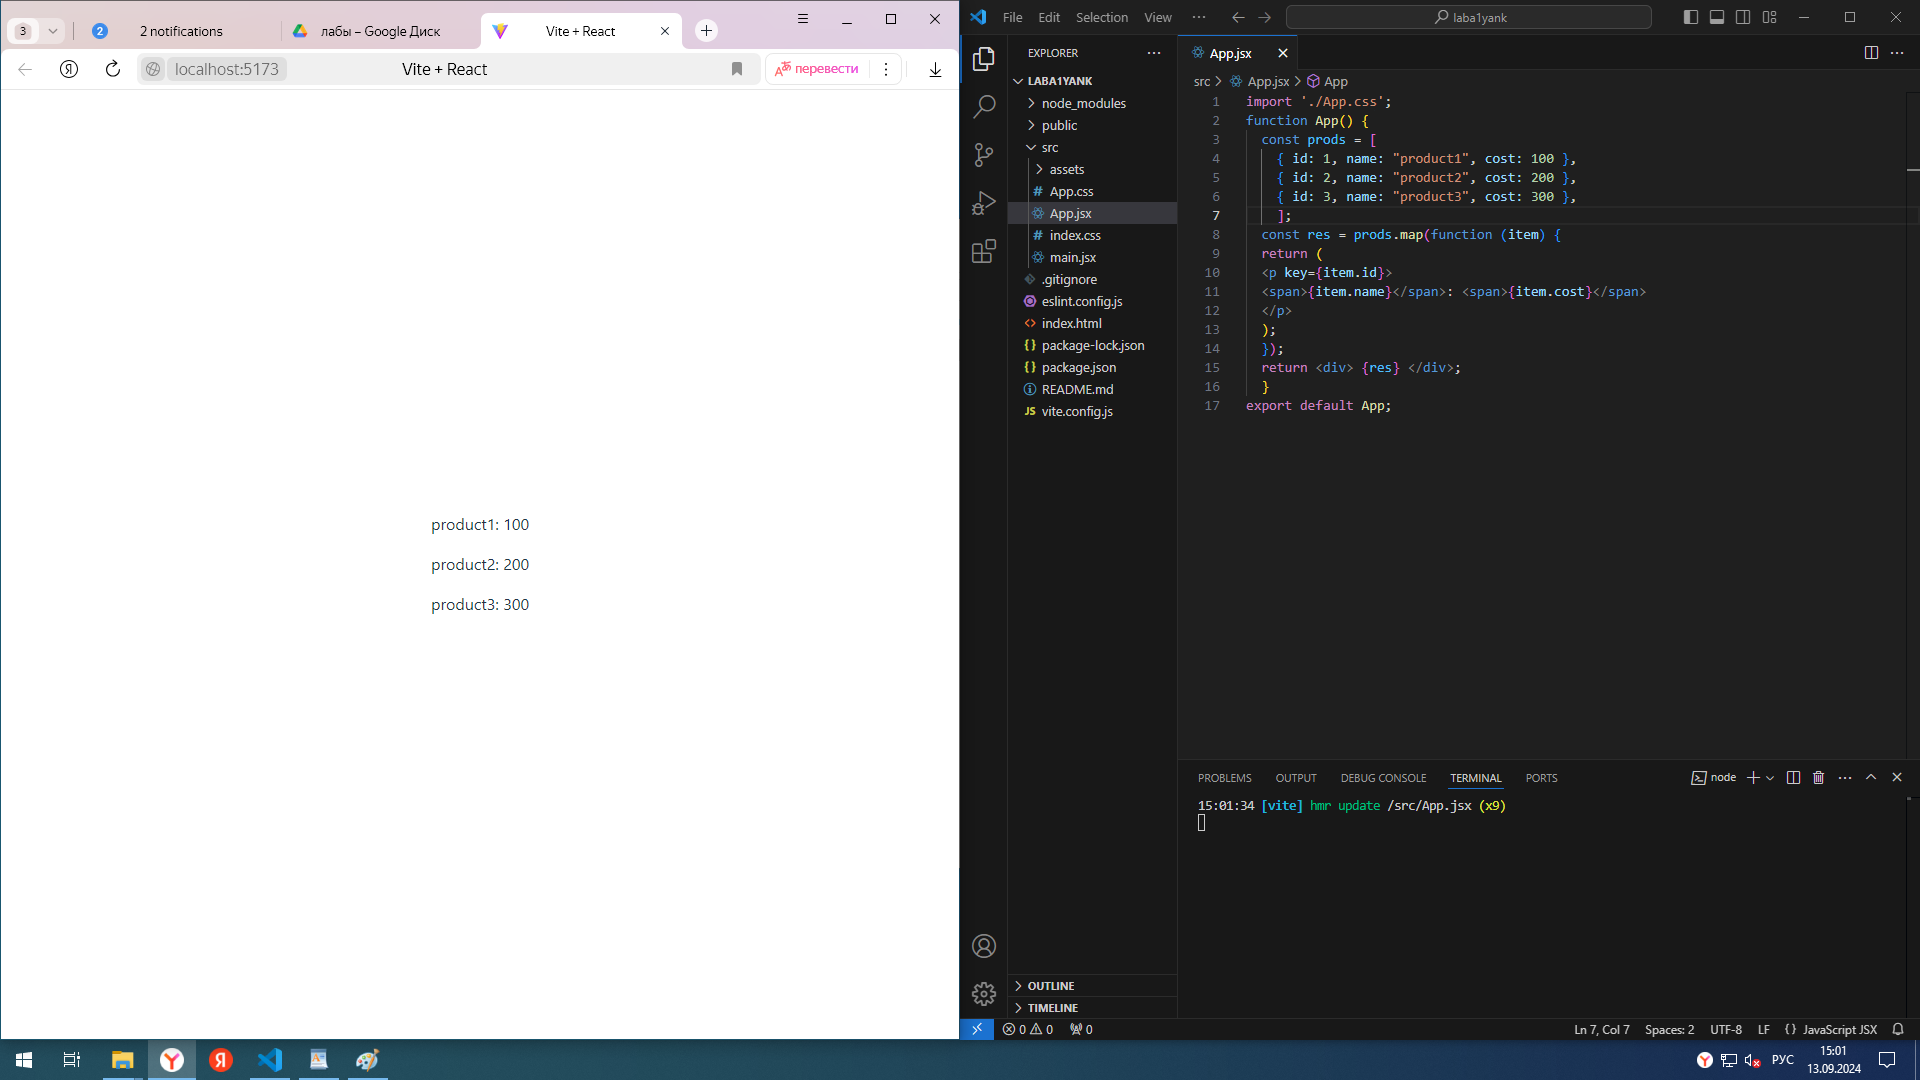 3
2
2 notifications
лабы – Google Диск
Vite + React
Я
localhost:5173
Vite + React
перевести
product1: 100
product2: 200
product3: 300
File Edit Selection View ···
laba1yank
EXPLORER
LABA1YANK
node_modules
public
src
assets
# App.css
App.jsx
# index.css
main.jsx
.gitignore
eslint.config.js
<> index.html
{} package-lock.json
{} package.json
README.md
JS vite.config.js
OUTLINE
TIMELINE
App.jsx
src > App.jsx > App
1 import './App.css';
2 function App() {
3 const prods = [
4 { id: 1, name: "product1", cost: 100 },
5 { id: 2, name: "product2", cost: 200 },
6 { id: 3, name: "product3", cost: 300 },
7 ];
8 const res = prods.map(function (item) {
9 return (
10 <p key={item.id}>
11 <span>{item.name}</span>: <span>{item.cost}</span>
12 </p>
13 );
14 });
15 return <div> {res} </div>;
16 }
17 export default App;
PROBLEMS OUTPUT DEBUG CONSOLE TERMINAL PORTS
node
15:01:34 [vite] hmr update /src/App.jsx (x9)
0 0 0
Ln 7, Col 7 Spaces: 2 UTF-8 LF {} JavaScript JSX
Я
РУС
15:01
13.09.2024